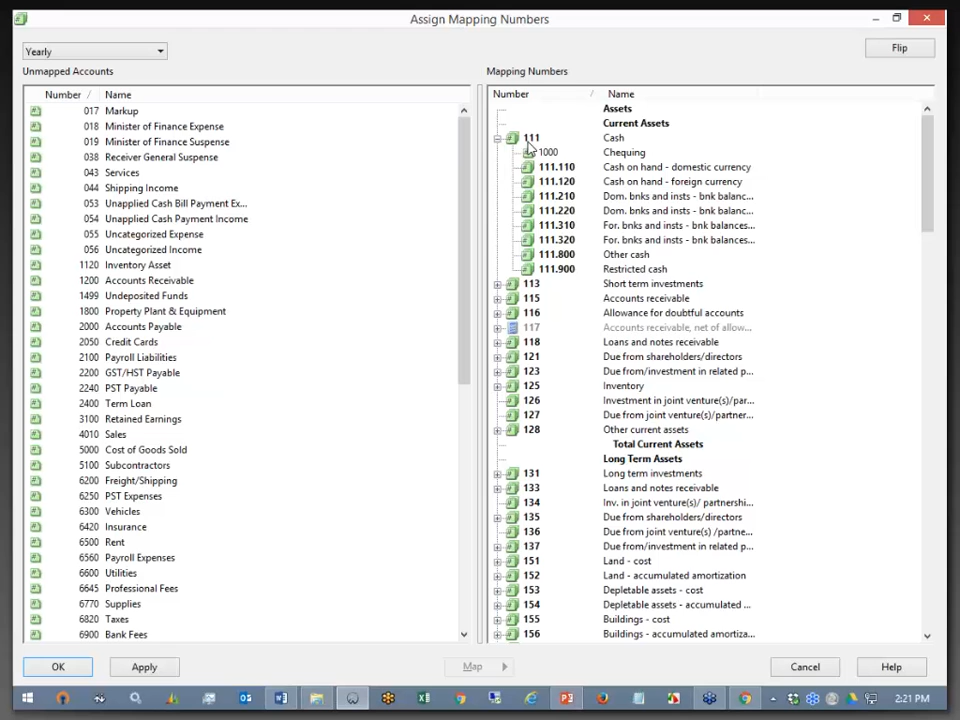 Assign Mapping Numbers
Yearly
Flip
Unmapped Accounts
Number / Name
017 Markup
018 Minister of Finance Expense
019 Minister of Finance Suspense
038 Receiver General Suspense
043 Services
044 Shipping Income
053 Unapplied Cash Bill Payment Ex...
054 Unapplied Cash Payment Income
055 Uncategorized Expense
056 Uncategorized Income
1120 Inventory Asset
1200 Accounts Receivable
1499 Undeposited Funds
1800 Property Plant & Equipment
2000 Accounts Payable
2050 Credit Cards
2100 Payroll Liabilities
2200 GST/HST Payable
2240 PST Payable
2400 Term Loan
3100 Retained Earnings
4010 Sales
5000 Cost of Goods Sold
5100 Subcontractors
6200 Freight/Shipping
6250 PST Expenses
6300 Vehicles
6420 Insurance
6500 Rent
6560 Payroll Expenses
6600 Utilities
6645 Professional Fees
6770 Supplies
6820 Taxes
6900 Bank Fees
Mapping Numbers
Number / Name
Assets
Current Assets
111 Cash
1000 Chequing
111.110 Cash on hand - domestic currency
111.120 Cash on hand - foreign currency
111.210 Dom. bnks and insts - bnk balanc...
111.220 Dom. bnks and insts - bnk balanc...
111.310 For. bnks and insts - bnk balances...
111.320 For. bnks and insts - bnk balances...
111.800 Other cash
111.900 Restricted cash
113 Short term investments
115 Accounts receivable
116 Allowance for doubtful accounts
117 Accounts receivable, net of allow...
118 Loans and notes receivable
121 Due from shareholders/directors
123 Due from/investment in related p...
125 Inventory
126 Investment in joint venture(s)/par...
127 Due from joint venture(s)/partner...
128 Other current assets
Total Current Assets
Long Term Assets
131 Long term investments
133 Loans and notes receivable
134 Inv. in joint venture(s)/ partnershi...
135 Due from shareholders/directors
136 Due from joint venture(s) /partne...
137 Due from/investment in related p...
151 Land - cost
152 Land - accumulated amortization
153 Depletable assets - cost
154 Depletable assets - accumulated ...
155 Buildings - cost
156 Buildings - accumulated amortiza...
OK
Apply
Map
Cancel
Help
2:21 PM